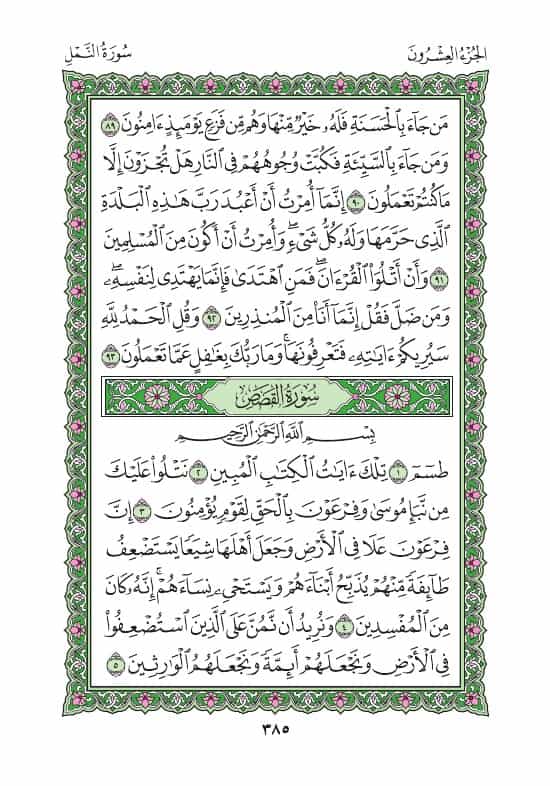 الجُزْءُ العِشْرُونَ
سُورَةُ النَّمْلِ
مَن جَآءَ بِٱلْحَسَنَةِ فَلَهُۥ خَيْرٌ مِّنْهَا وَهُم مِّن فَزَعٍ يَوْمَئِذٍ ءَامِنُونَ ٨٩
وَمَن جَآءَ بِٱلسَّيِّئَةِ فَكُبَّتْ وُجُوهُهُمْ فِى ٱلنَّارِ هَلْ تُجْزَوْنَ إِلَّا
مَا كُنتُمْ تَعْمَلُونَ ٩٠ إِنَّمَآ أُمِرْتُ أَنْ أَعْبُدَ رَبَّ هَٰذِهِ ٱلْبَلْدَةِ
ٱلَّذِى حَرَّمَهَا وَلَهُۥ كُلُّ شَىْءٍ ۖ وَأُمِرْتُ أَنْ أَكُونَ مِنَ ٱلْمُسْلِمِينَ
٩١ وَأَنْ أَتْلُوَا۟ ٱلْقُرْءَانَ ۖ فَمَنِ ٱهْتَدَىٰ فَإِنَّمَا يَهْتَدِى لِنَفْسِهِۦ ۖ
وَمَن ضَلَّ فَقُلْ إِنَّمَآ أَنَا۠ مِنَ ٱلْمُنذِرِينَ ٩٢ وَقُلِ ٱلْحَمْدُ لِلَّهِ
سَيُرِيكُمْ ءَايَٰتِهِۦ فَتَعْرِفُونَهَا ۚ وَمَا رَبُّكَ بِغَٰفِلٍ عَمَّا تَعْمَلُونَ ٩٣
سُورَةُ القَصَصِ
بِسْمِ ٱللَّهِ ٱلرَّحْمَٰنِ ٱلرَّحِيمِ
طسٓمٓ ١ تِلْكَ ءَايَٰتُ ٱلْكِتَٰبِ ٱلْمُبِينِ ٢ نَتْلُوا۟ عَلَيْكَ
مِن نَّبَإِ مُوسَىٰ وَفِرْعَوْنَ بِٱلْحَقِّ لِقَوْمٍ يُؤْمِنُونَ ٣ إِنَّ
فِرْعَوْنَ عَلَا فِى ٱلْأَرْضِ وَجَعَلَ أَهْلَهَا شِيَعًا يَسْتَضْعِفُ
طَآئِفَةً مِّنْهُمْ يُذَبِّحُ أَبْنَآءَهُمْ وَيَسْتَحْىِۦ نِسَآءَهُمْ ۚ إِنَّهُۥ كَانَ
مِنَ ٱلْمُفْسِدِينَ ٤ وَنُرِيدُ أَن نَّمُنَّ عَلَى ٱلَّذِينَ ٱسْتُضْعِفُوا۟
فِى ٱلْأَرْضِ وَنَجْعَلَهُمْ أَئِمَّةً وَنَجْعَلَهُمُ ٱلْوَٰرِثِينَ ٥
٣٨٥